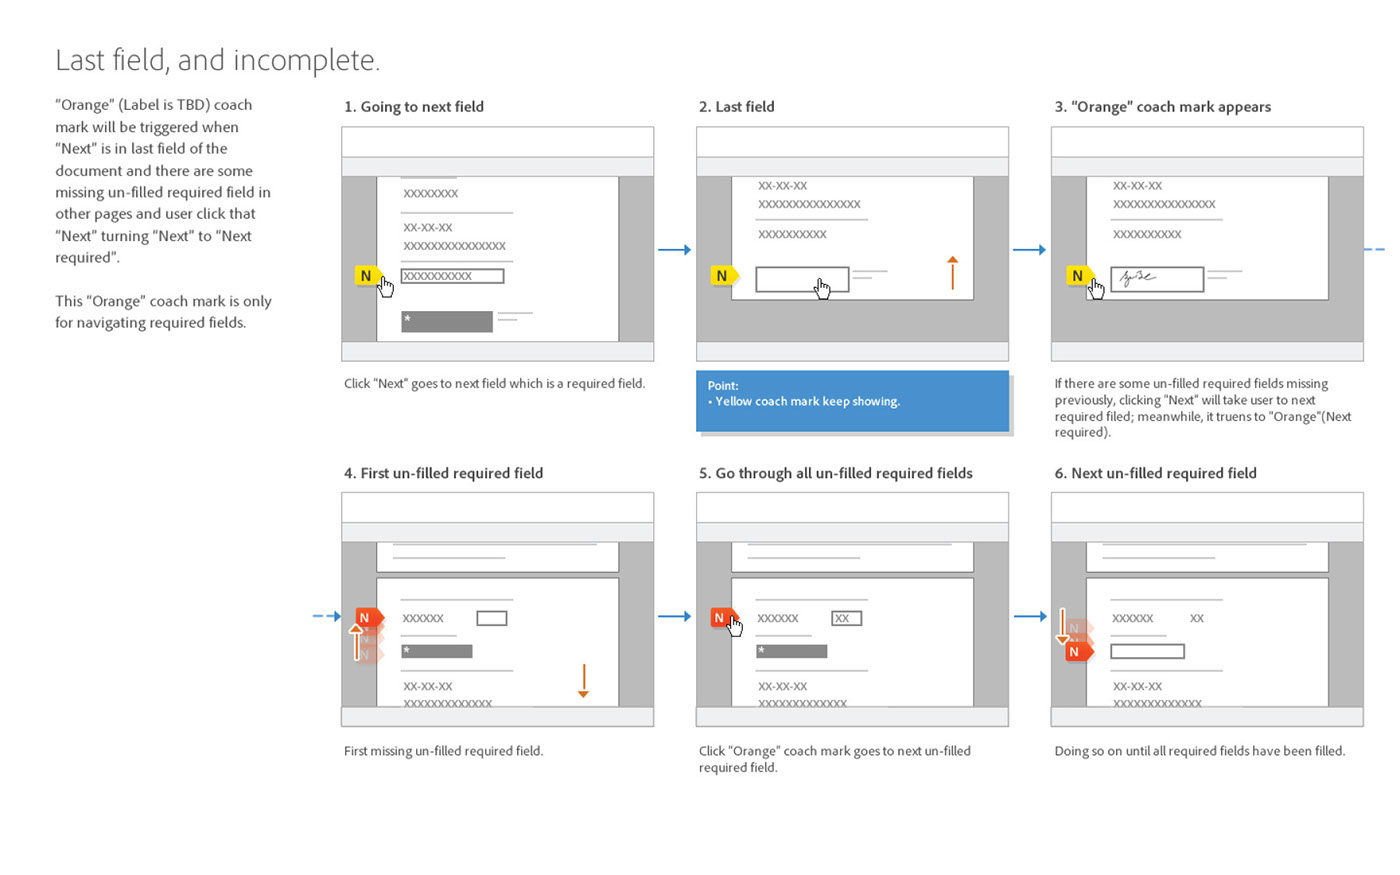 Last field, and incomplete.
“Orange” (Label is TBD) coach
mark will be triggered when
“Next” is in last field of the
document and there are some
missing un-filled required field in
other pages and user click that
“Next” turning “Next” to “Next
required”.
This “Orange” coach mark is only
for navigating required fields.
1. Going to next field
XXXXXXXX
XX-XX-XX
XXXXXXXXXXXXXXX
N
XXXXXXXXXX
*
Click “Next” goes to next field which is a required field.
2. Last field
XX-XX-XX
XXXXXXXXXXXXXXX
XXXXXXXXXX
N
Point:
• Yellow coach mark keep showing.
3. “Orange” coach mark appears
XX-XX-XX
XXXXXXXXXXXXXXX
XXXXXXXXXX
N
If there are some un-filled required fields missing
previously, clicking “Next” will take user to next
required filed; meanwhile, it truens to “Orange”(Next
required).
4. First un-filled required field
N
XXXXXX
N
N
*
XX-XX-XX
XXXXXXXXXXXXX
First missing un-filled required field.
5. Go through all un-filled required fields
N
XXXXXX
XX
*
XX-XX-XX
XXXXXXXXXXXXX
Click “Orange” coach mark goes to next un-filled
required field.
6. Next un-filled required field
XXXXXX
XX
N
N
XX-XX-XX
XXXXXXXXXXXXX
Doing so on until all required fields have been filled.